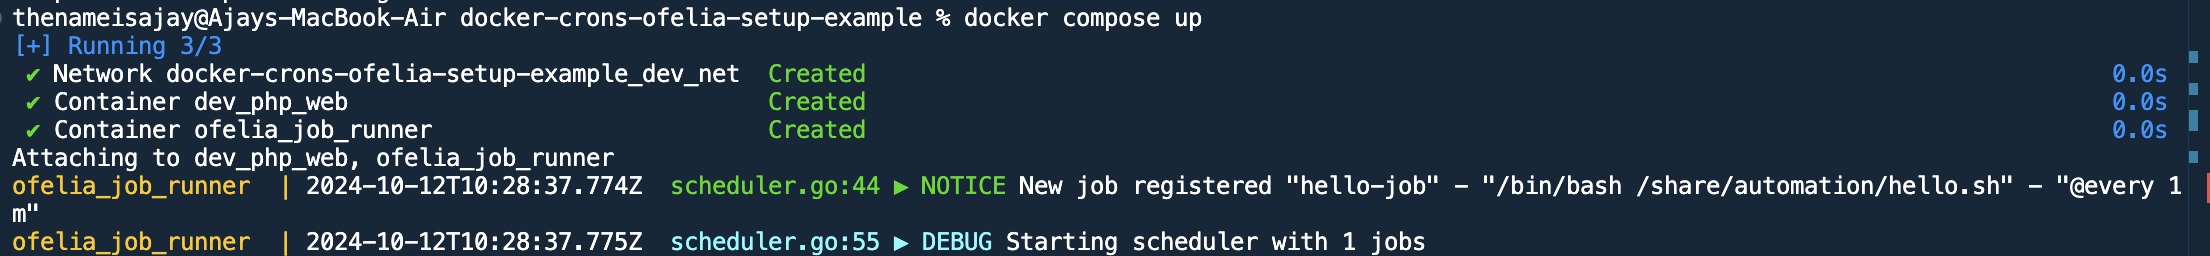 thenameisajay@Ajays-MacBook-Air docker-crons-ofelia-setup-example % docker compose up
[+] Running 3/3
✔ Network docker-crons-ofelia-setup-example_dev_net Created 0.0s
✔ Container dev_php_web Created 0.0s
✔ Container ofelia_job_runner Created 0.0s
Attaching to dev_php_web, ofelia_job_runner
ofelia_job_runner | 2024-10-12T10:28:37.774Z scheduler.go:44 ▶ NOTICE New job registered "hello-job" - "/bin/bash /share/automation/hello.sh" - "@every 1
m"
ofelia_job_runner | 2024-10-12T10:28:37.775Z scheduler.go:55 ▶ DEBUG Starting scheduler with 1 jobs